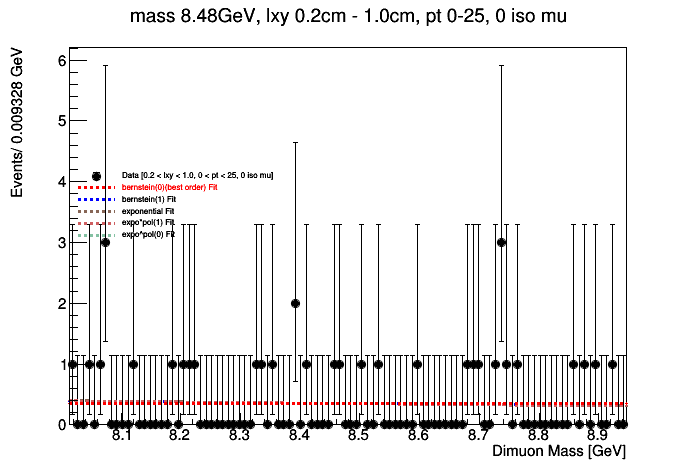 mass 8.48GeV, lxy 0.2cm - 1.0cm, pt 0-25, 0 iso mu
Events/ 0.009328 GeV
6
5
4
3
2
1
0
Data [0.2 < lxy < 1.0, 0 < pt < 25, 0 iso mu]
bernstein(0)(best order) Fit
bernstein(1) Fit
exponential Fit
expo*pol(1) Fit
expo^pol(0) Fit
8.1 8.2 8.3 8.4 8.5 8.6 8.7 8.8 8.9
Dimuon Mass [GeV]